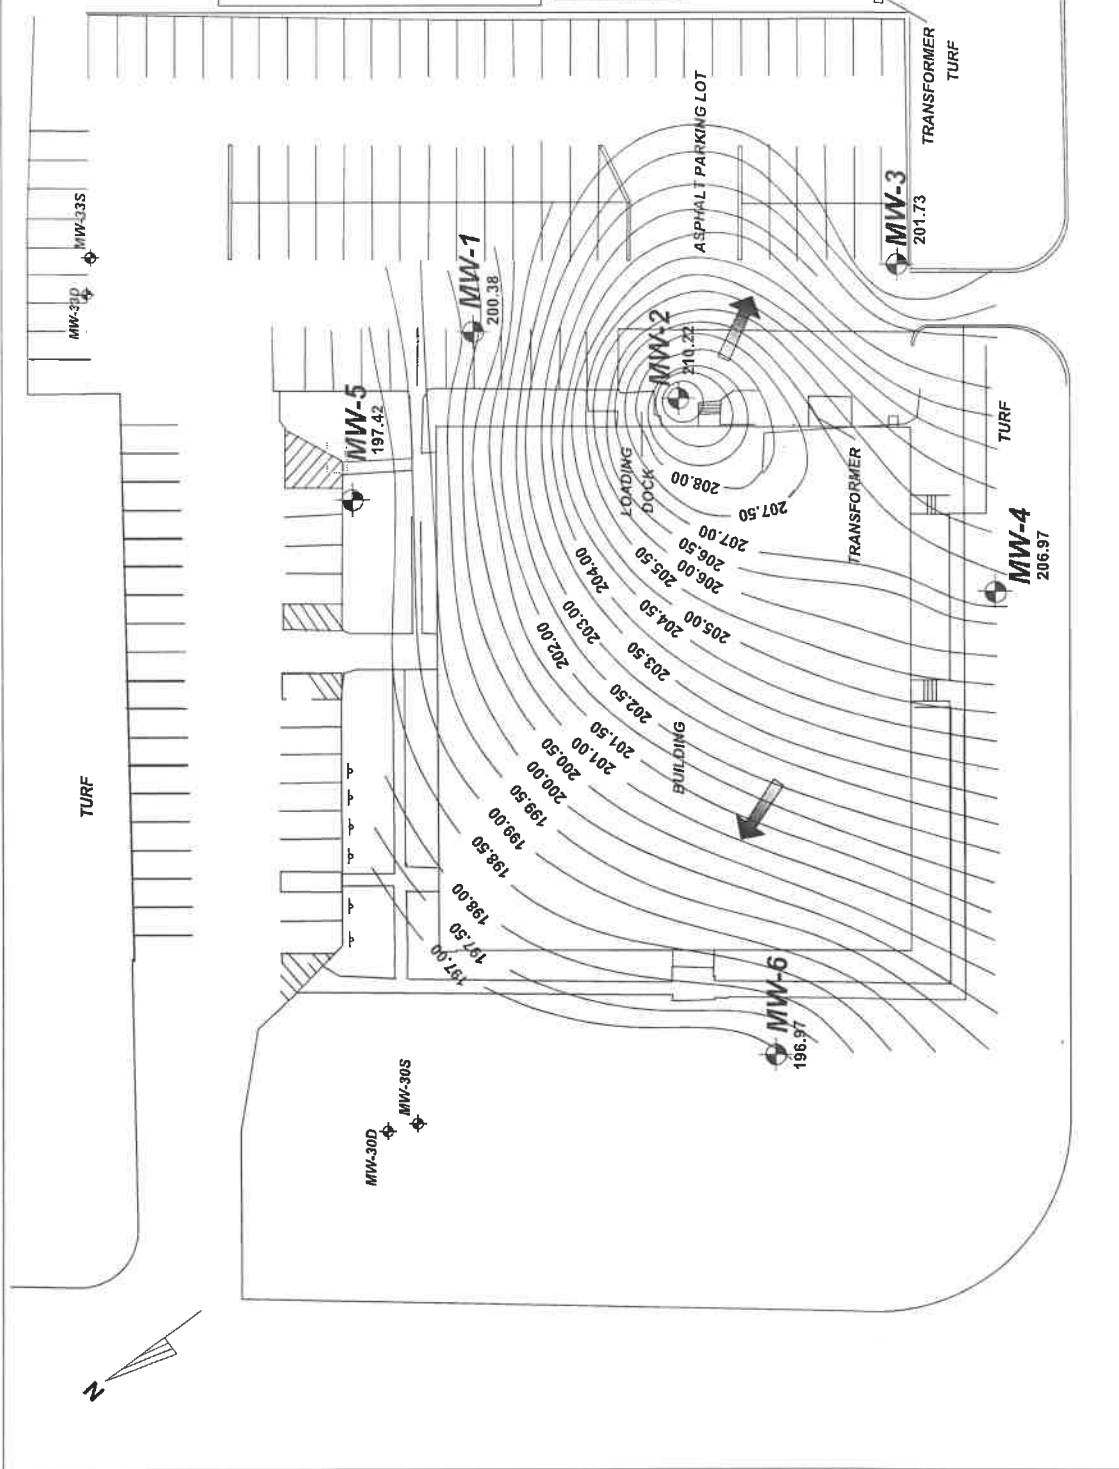 TRANSFORMER
TURF
ASPHALT PARKING LOT
MW-33S
MW-33D
MW-3
201.73
MW-1
200.38
MW-2
210.22
MW-5
197.42
LOADING
DOCK
TRANSFORMER
TURF
MW-4
206.97
208.00
207.50
207.00
206.50
206.00
205.50
205.00
204.50
204.00
203.50
203.00
202.50
202.00
201.50
201.00
200.50
200.00
199.50
199.00
198.50
198.00
197.50
197.00
BUILDING
TURF
MW-6
196.97
MW-30S
MW-30D
N